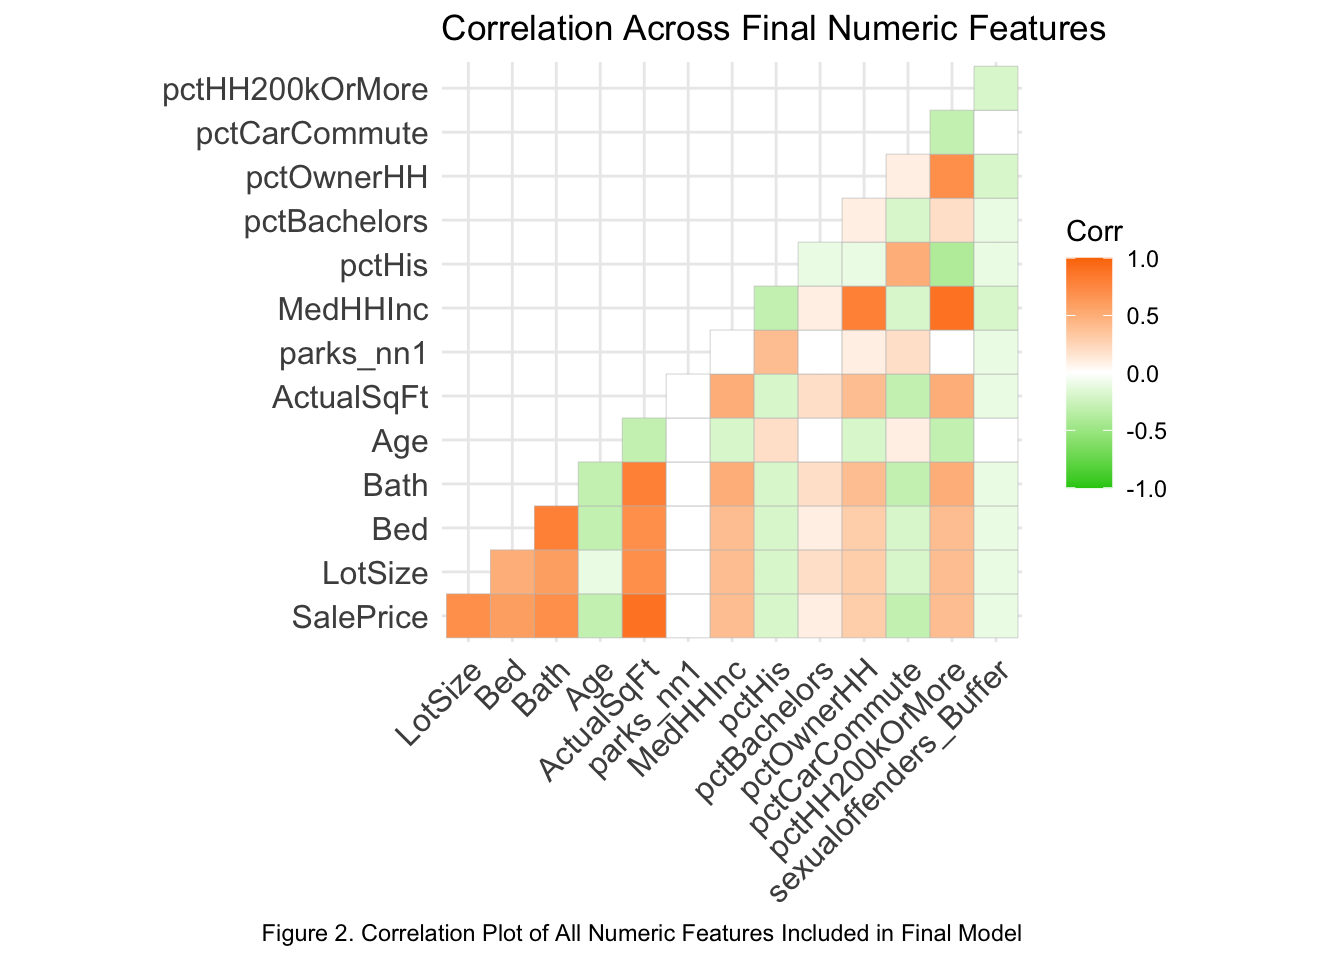 Correlation Across Final Numeric Features
pctHH200kOrMore
pctCarCommute
pctOwnerHH
pctBachelors
pctHis
MedHHInc
parks_nn1
ActualSqFt
Age
Bath
Bed
LotSize
SalePrice
LotSize
Bed
Bath
Age
ActualSqFt
parks_nn1
MedHHInc
pctHis
pctBachelors
pctOwnerHH
pctCarCommute
pctHH200kOrMore
sexualoffenders_Buffer
Corr
1.0
0.5
0.0
-0.5
-1.0
Figure 2. Correlation Plot of All Numeric Features Included in Final Model